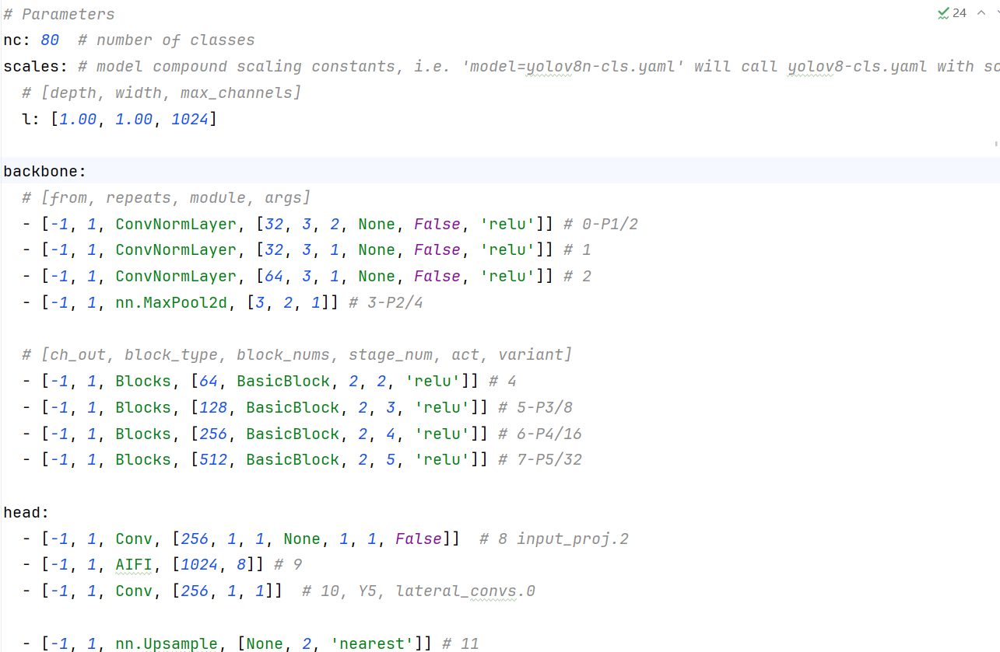 # Parameters
24
nc: 80  # number of classes
scales: # model compound scaling constants, i.e. 'model=yolov8n-cls.yaml' will call yolov8-cls.yaml with sc
  # [depth, width, max_channels]
  l: [1.00, 1.00, 1024]
backbone:
  # [from, repeats, module, args]
  - [-1, 1, ConvNormLayer, [32, 3, 2, None, False, 'relu']] # 0-P1/2
  - [-1, 1, ConvNormLayer, [32, 3, 1, None, False, 'relu']] # 1
  - [-1, 1, ConvNormLayer, [64, 3, 1, None, False, 'relu']] # 2
  - [-1, 1, nn.MaxPool2d, [3, 2, 1]] # 3-P2/4
  # [ch_out, block_type, block_nums, stage_num, act, variant]
  - [-1, 1, Blocks, [64, BasicBlock, 2, 2, 'relu']] # 4
  - [-1, 1, Blocks, [128, BasicBlock, 2, 3, 'relu']] # 5-P3/8
  - [-1, 1, Blocks, [256, BasicBlock, 2, 4, 'relu']] # 6-P4/16
  - [-1, 1, Blocks, [512, BasicBlock, 2, 5, 'relu']] # 7-P5/32
head:
  - [-1, 1, Conv, [256, 1, 1, None, 1, 1, False]]  # 8 input_proj.2
  - [-1, 1, AIFI, [1024, 8]] # 9
  - [-1, 1, Conv, [256, 1, 1]]  # 10, Y5, lateral_convs.0
  - [-1, 1, nn.Upsample, [None, 2, 'nearest']] # 11